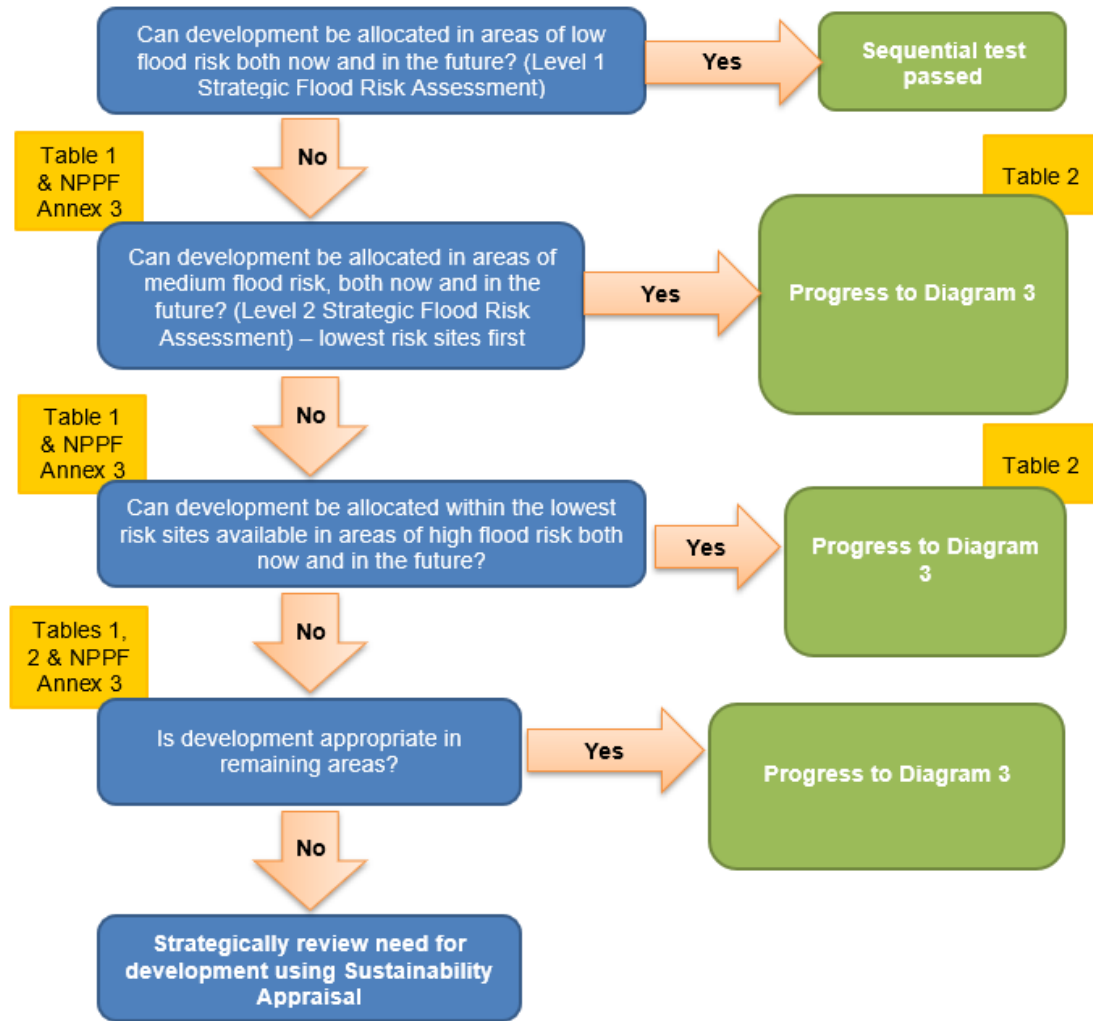 Can development be allocated in areas of low
flood risk both now and in the future? (Level 1
Strategic Flood Risk Assessment)
Yes
Sequential test
passed
No
Table 1
& NPPF
Annex 3
Table 2
Can development be allocated in areas of
medium flood risk, both now and in the
future? (Level 2 Strategic Flood Risk
Assessment) – lowest risk sites first
Yes
Progress to Diagram 3
No
Table 1
& NPPF
Annex 3
Table 2
Can development be allocated within the lowest
risk sites available in areas of high flood risk both
now and in the future?
Yes
Progress to Diagram
3
No
Tables 1,
2 & NPPF
Annex 3
Is development appropriate in
remaining areas?
Yes
Progress to Diagram 3
No
Strategically review need for
development using Sustainability
Appraisal